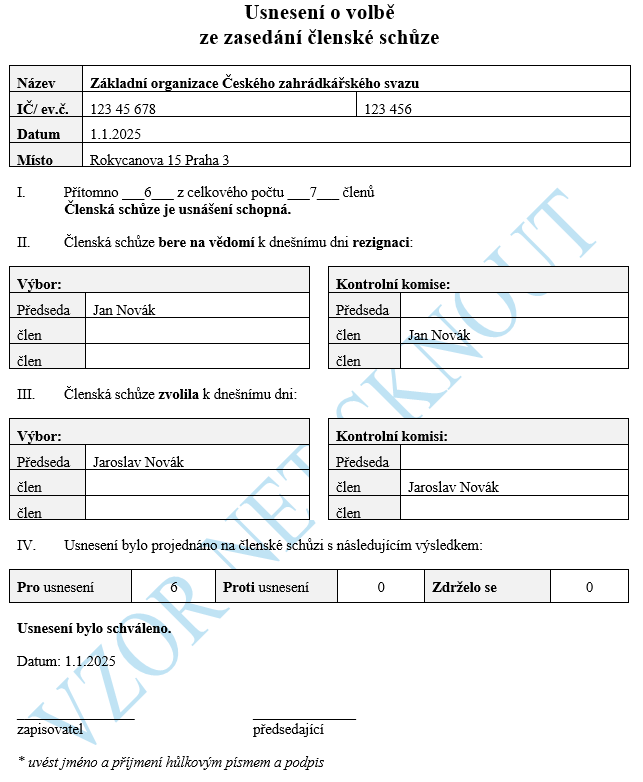 Usnesení o volbě
ze zasedání členské schůze
Název Základní organizace Českého zahrádkářského svazu
IČ/ ev.č. 123 45 678 123 456
Datum 1.1.2025
Místo Rokycanova 15 Praha 3
I. Přítomno ___6___ z celkového počtu ___7___ členů
Členská schůze je usnášení schopná.
II. Členská schůze bere na vědomí k dnešnímu dni rezignaci:
Výbor: Kontrolní komise:
Předseda Jan Novák Předseda
člen člen Jan Novák
člen člen
III. Členská schůze zvolila k dnešnímu dni:
Výbor: Kontrolní komisi:
Předseda Jaroslav Novák Předseda
člen člen Jaroslav Novák
člen člen
IV. Usnesení bylo projednáno na členské schůzi s následujícím výsledkem:
Pro usnesení 6 Proti usnesení 0 Zdrželo se 0
Usnesení bylo schváleno.
Datum: 1.1.2025
zapisovatel předsedající
* uvést jméno a příjmení hůlkovým písmem a podpis
VZOR NETISKNOUT